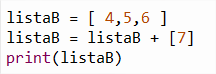 listaB = [ 4,5,6 ]
listaB = listaB + [7]
print(listaB)